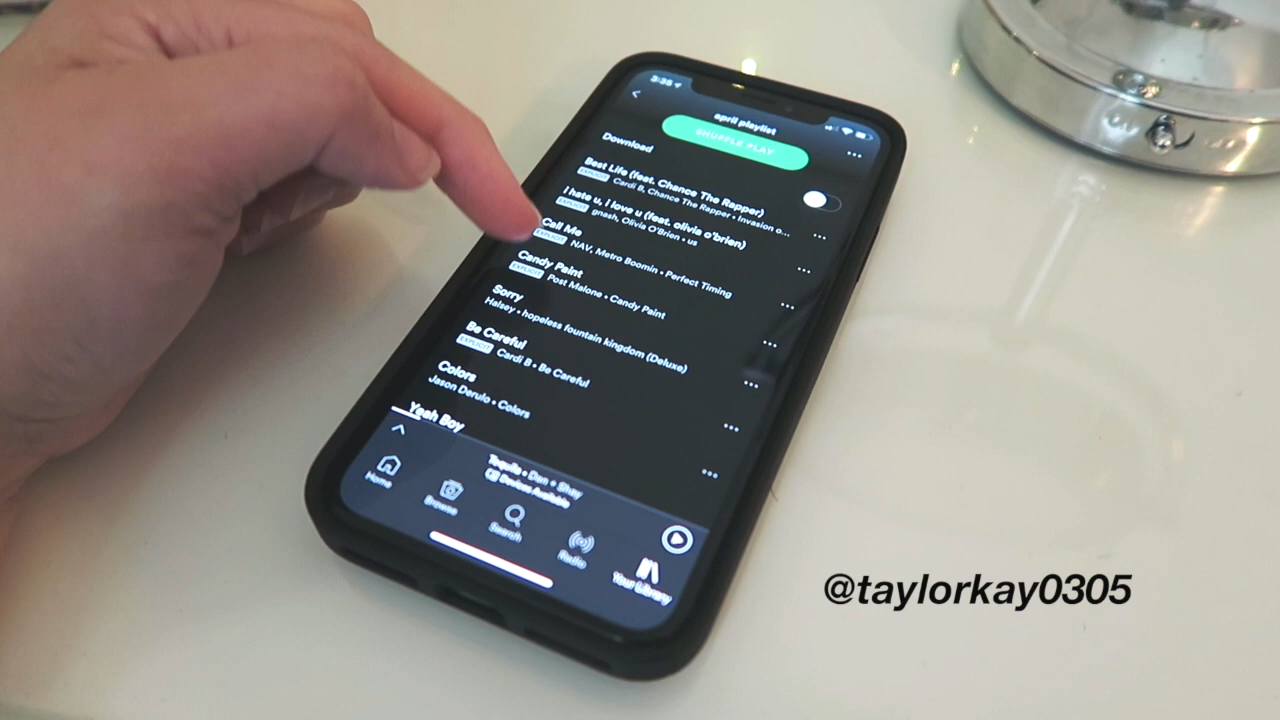 3:35
april playlist
SHUFFLE PLAY
Download
Best Life (feat. Chance The Rapper)
EXPLICIT Cardi B, Chance The Rapper • Invasion o...
i hate u, i love u (feat. olivia o'brien)
EXPLICIT gnash, Olivia O'Brien • us
Call Me
EXPLICIT NAV, Metro Boomin • Perfect Timing
Candy Paint
EXPLICIT Post Malone • Candy Paint
Sorry
Halsey • hopeless fountain kingdom (Deluxe)
Be Careful
EXPLICIT Cardi B • Be Careful
Colors
Jason Derulo • Colors
Yeah Boy
Tequila • Dan + Shay
Devices Available
Home
Browse
Search
Radio
Your Library
@taylorkay0305